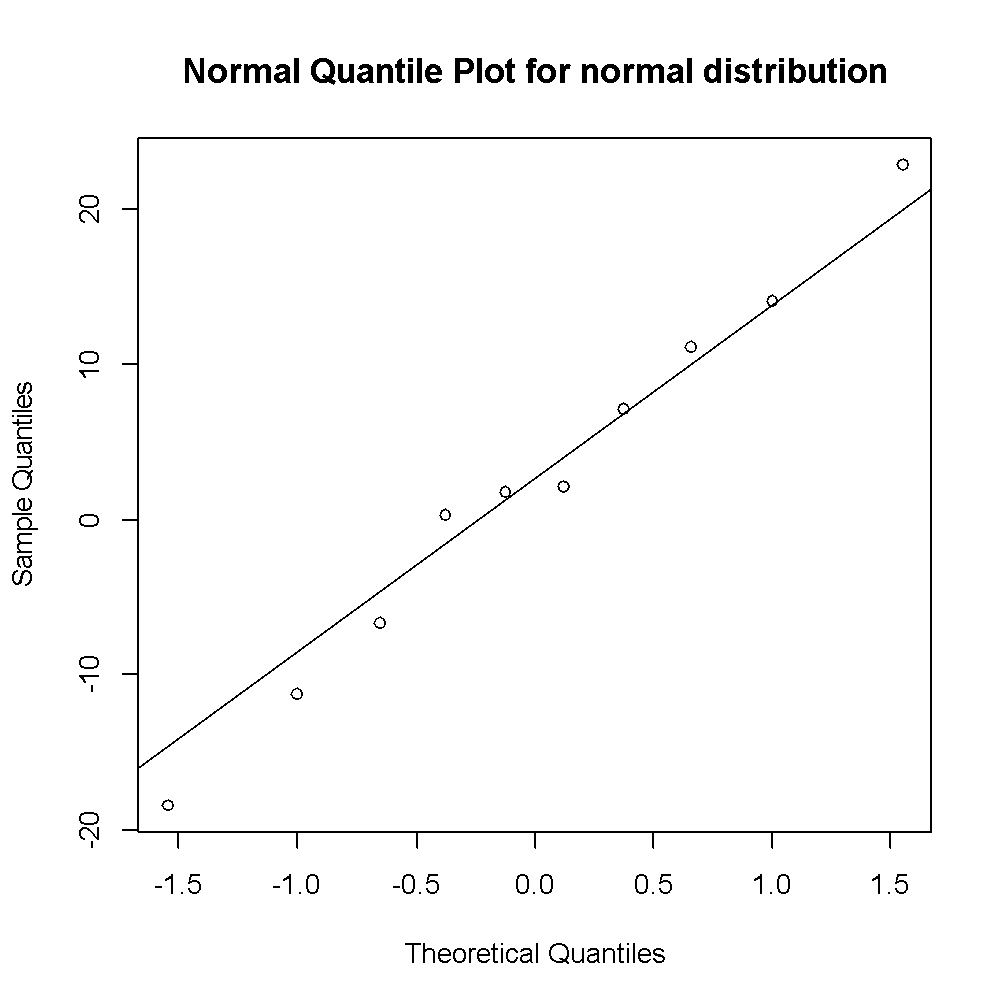 Normal Quantile Plot for normal distribution
Sample Quantiles
20
10
0
-10
-20
-1.5 -1.0 -0.5 0.0 0.5 1.0 1.5
Theoretical Quantiles